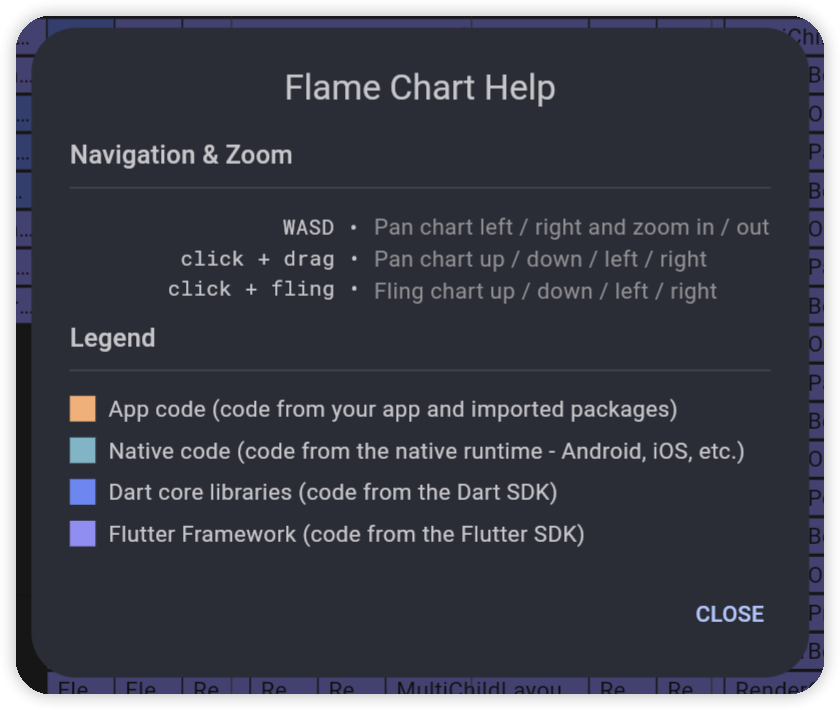 Flame Chart Help
Navigation & Zoom
WASD • Pan chart left / right and zoom in / out
click + drag • Pan chart up / down / left / right
click + fling • Fling chart up / down / left / right
Legend
App code (code from your app and imported packages)
Native code (code from the native runtime - Android, iOS, etc.)
Dart core libraries (code from the Dart SDK)
Flutter Framework (code from the Flutter SDK)
CLOSE
Ele... Ele... Re... Re... Re... MultiChildLayou... Re... Re... Render